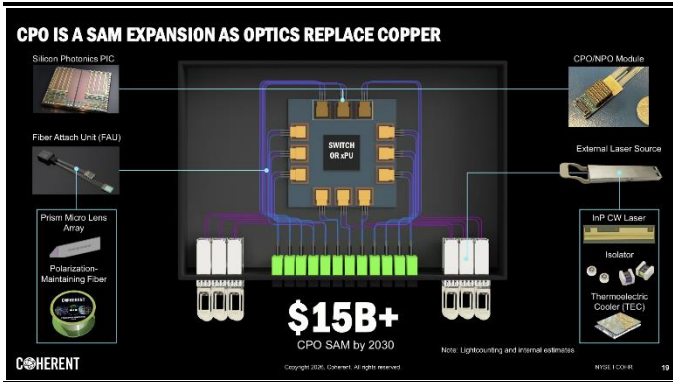 CPO IS A SAM EXPANSION AS OPTICS REPLACE COPPER
Silicon Photonics PIC
CPO/NPO Module
Fiber Attach Unit (FAU)
SWITCH
OR xPU
External Laser Source
Prism Micro Lens
Array
InP CW Laser
Isolator
Polarization-
Maintaining Fiber
COHERENT
Thermoelectric
Cooler (TEC)
$15B+
CPO SAM by 2030
Note: Lightcounting and internal estimates
COHERENT
Copyright 2026, Coherent. All rights reserved.
NYSE | COHR
19